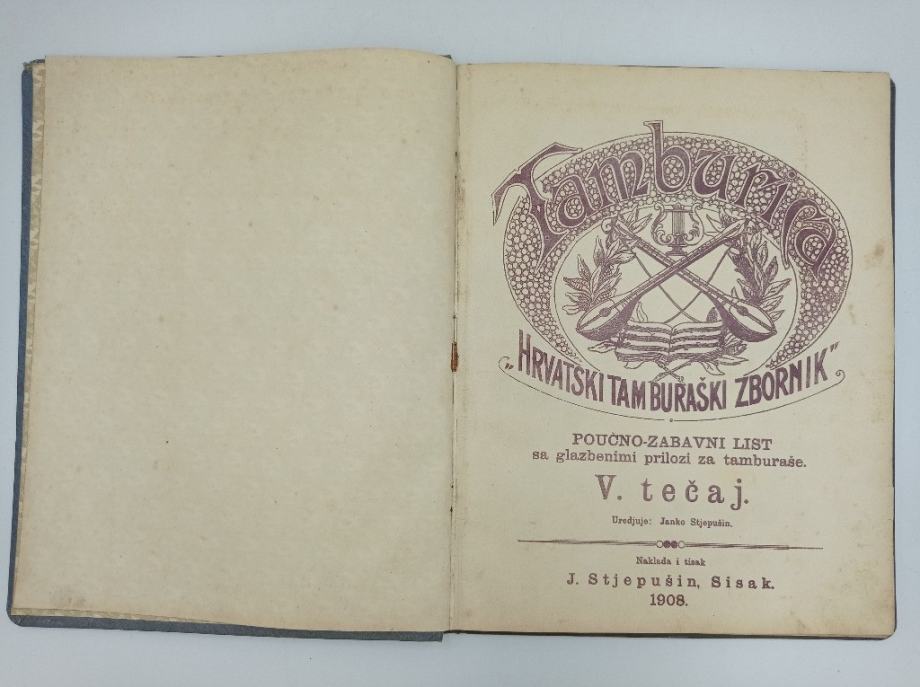 Tamburica
„HRVATSKI TAMBURAŠKI ZBORNIK”
POUČNO-ZABAVNI LIST
sa glazbenimi prilozi za tamburaše.
V. tečaj.
Uredjuje: Janko Stjepušin.
Naklada i tisak
J. Stjepušin, Sisak.
1908.